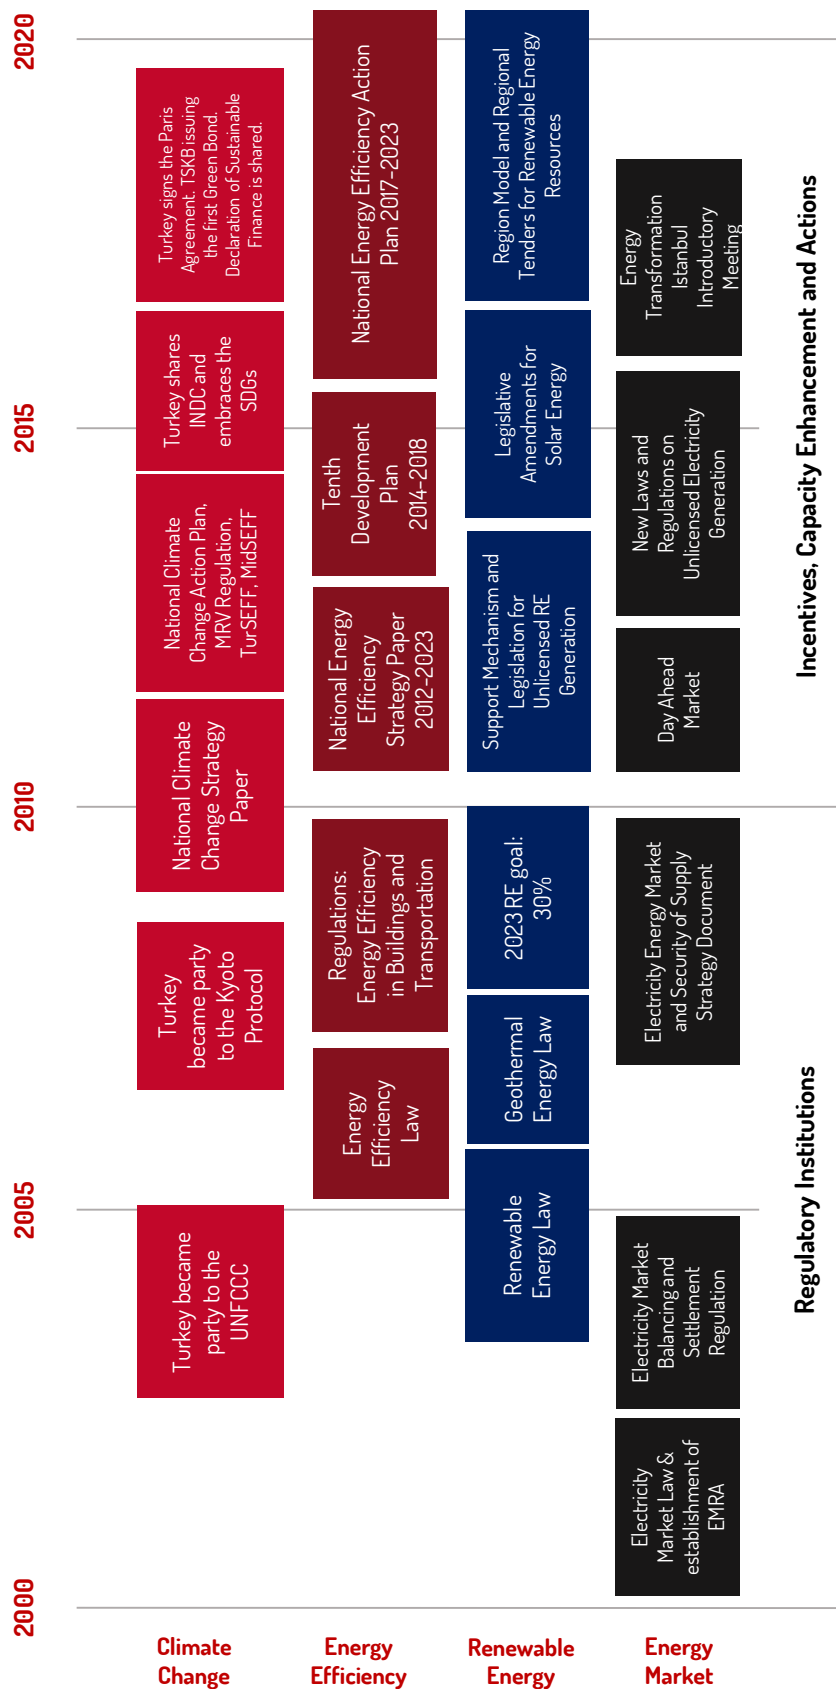 2020
2015
2010
2005
2000
Climate
Change
Turkey became
party to the
UNFCCC
Turkey
became party
to the Kyoto
Protocol
National Climate
Change Strategy
Paper
National Climate
Change Action Plan,
MRV Regulation,
TurSEFF, MidSEFF
Turkey shares
INDC and
embraces the
SDGs
Turkey signs the Paris
Agreement. TSKB issuing
the first Green Bond.
Declaration of Sustainable
Finance is shared.
Energy
Efficiency
Energy
Efficiency
Law
Regulations:
Energy Efficiency
in Buildings and
Transportation
National Energy
Efficiency
Strategy Paper
2012-2023
Tenth
Development
Plan
2014-2018
National Energy Efficiency Action
Plan 2017-2023
Renewable
Energy
Renewable
Energy Law
Geothermal
Energy Law
2023 RE goal:
30%
Support Mechanism and
Legislation for
Unlicensed RE
Generation
Legislative
Amendments for
Solar Energy
Region Model and Regional
Tenders for Renewable Energy
Resources
Energy
Market
Electricity
Market Law &
establishment of
EMRA
Electricity Market
Balancing and
Settlement
Regulation
Electricity Energy Market
and Security of Supply
Strategy Document
Day Ahead
Market
New Laws and
Regulations on
Unlicensed Electricity
Generation
Energy
Transformation
Istanbul
Introductory
Meeting
Regulatory Institutions
Incentives, Capacity Enhancement and Actions